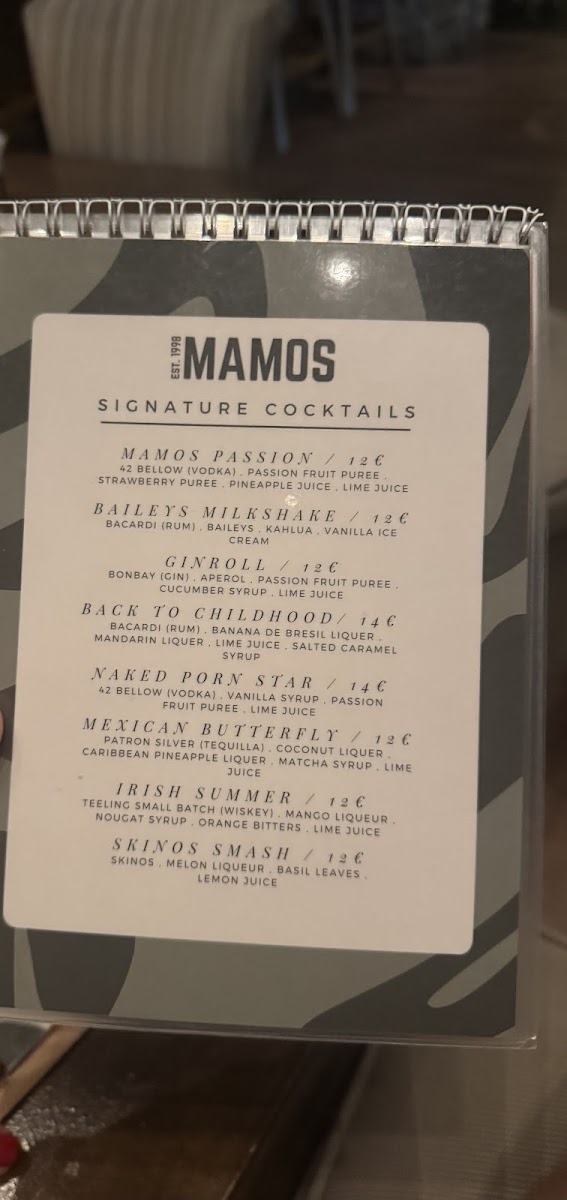 EST. 1998
MAMOS
SIGNATURE COCKTAILS
MAMOS PASSION / 12€
42 BELLOW (VODKA) . PASSION FRUIT PUREE .
STRAWBERRY PUREE . PINEAPPLE JUICE . LIME JUICE
BAILEYS MILKSHAKE / 12€
BACARDI (RUM) . BAILEYS . KAHLUA . VANILLA ICE
CREAM
GINROLL / 12€
BONBAY (GIN) . APEROL . PASSION FRUIT PUREE .
CUCUMBER SYRUP . LIME JUICE
BACK TO CHILDHOOD/ 14€
BACARDI (RUM) . BANANA DE BRESIL LIQUER .
MANDARIN LIQUER . LIME JUICE . SALTED CARAMEL
SYRUP
NAKED PORN STAR / 14€
42 BELLOW (VODKA) . VANILLA SYRUP . PASSION
FRUIT PUREE . LIME JUICE
MEXICAN BUTTERFLY / 12€
PATRON SILVER (TEQUILLA) . COCONUT LIQUER .
CARIBBEAN PINEAPPLE LIQUER . MATCHA SYRUP . LIME
JUICE
IRISH SUMMER / 12€
TEELING SMALL BATCH (WISKEY) . MANGO LIQUEUR .
NOUGAT SYRUP . ORANGE BITTERS . LIME JUICE
SKINOS SMASH / 12€
SKINOS . MELON LIQUEUR . BASIL LEAVES .
LEMON JUICE